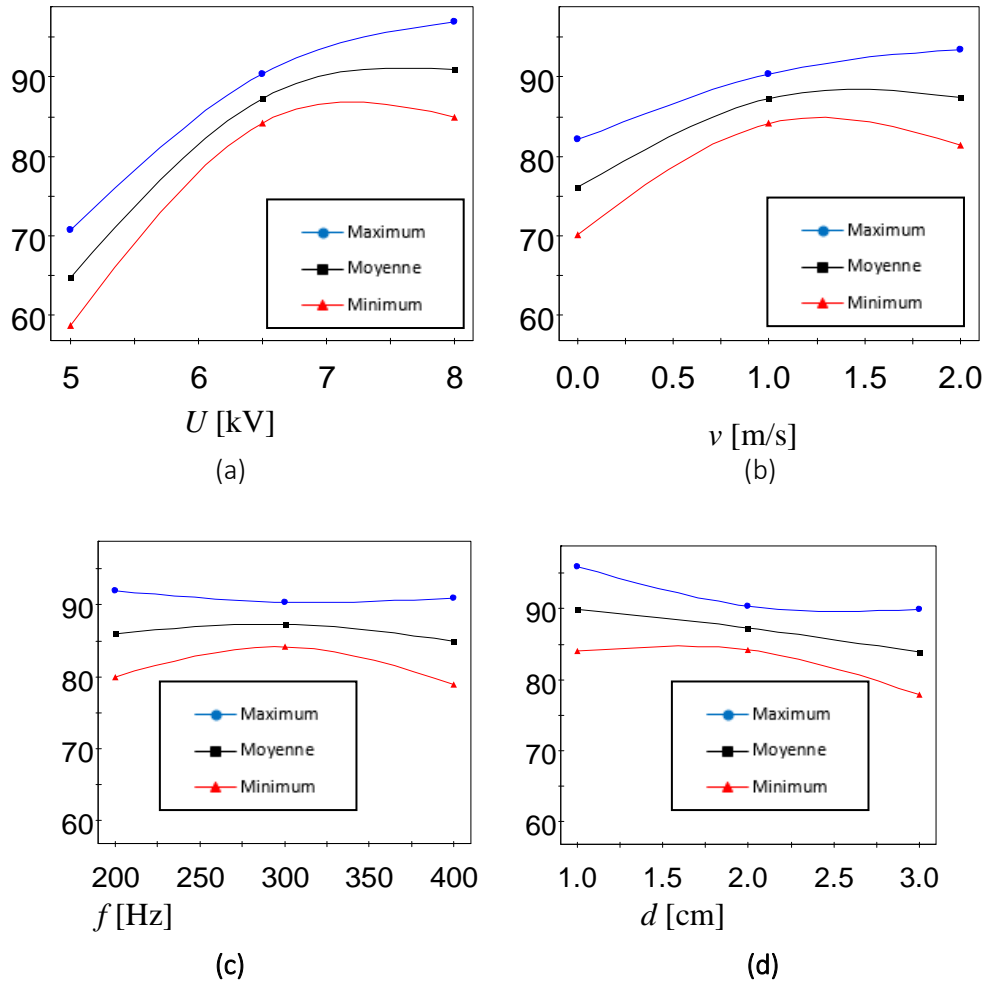 90
80
70
60
Maximum
Moyenne
Minimum
5 6 7 8
U [kV]
(a)
90
80
70
60
Maximum
Moyenne
Minimum
0.0 0.5 1.0 1.5 2.0
v [m/s]
(b)
90
80
70
60
Maximum
Moyenne
Minimum
200 250 300 350 400
f [Hz]
(c)
90
80
70
60
Maximum
Moyenne
Minimum
1.0 1.5 2.0 2.5 3.0
d [cm]
(d)